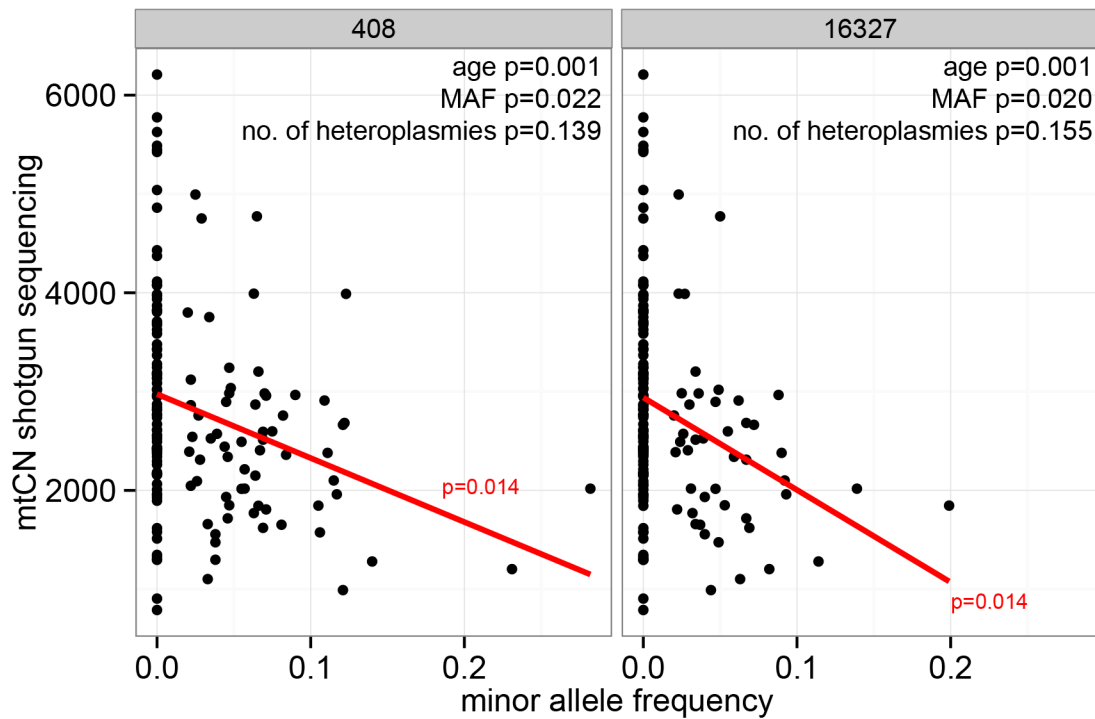 408
16327
age p=0.001
MAF p=0.022
no. of heteroplasmies p=0.139
age p=0.001
MAF p=0.020
no. of heteroplasmies p=0.155
mtCN shotgun sequencing
6000
4000
2000
p=0.014
p=0.014
0.0 0.1 0.2
0.0 0.1 0.2
minor allele frequency